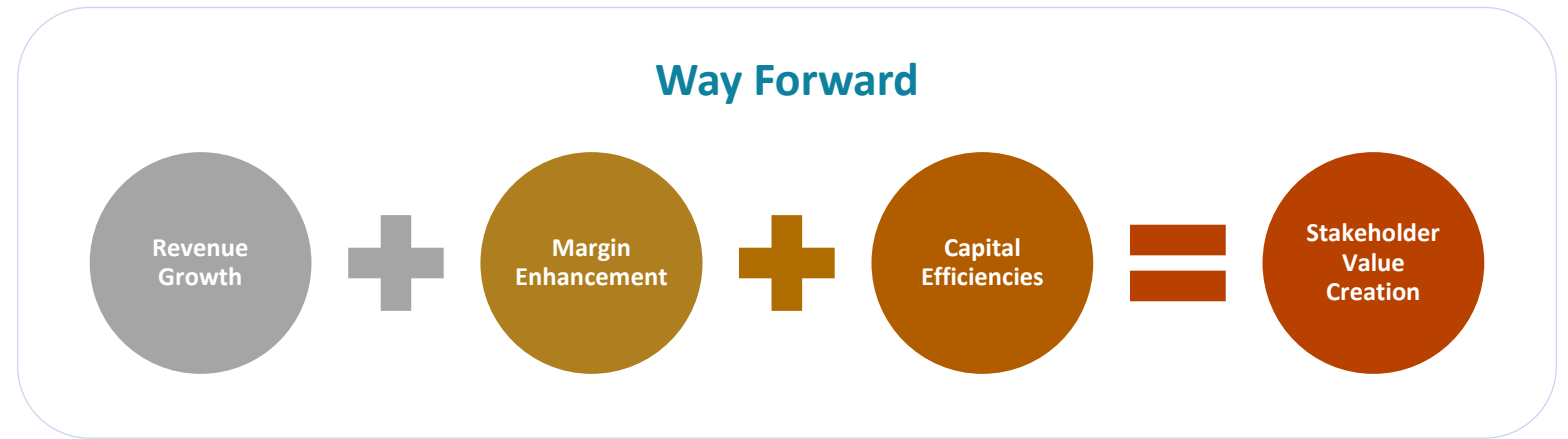 Way Forward
Revenue
Growth
Margin
Enhancement
Capital
Efficiencies
Stakeholder
Value
Creation